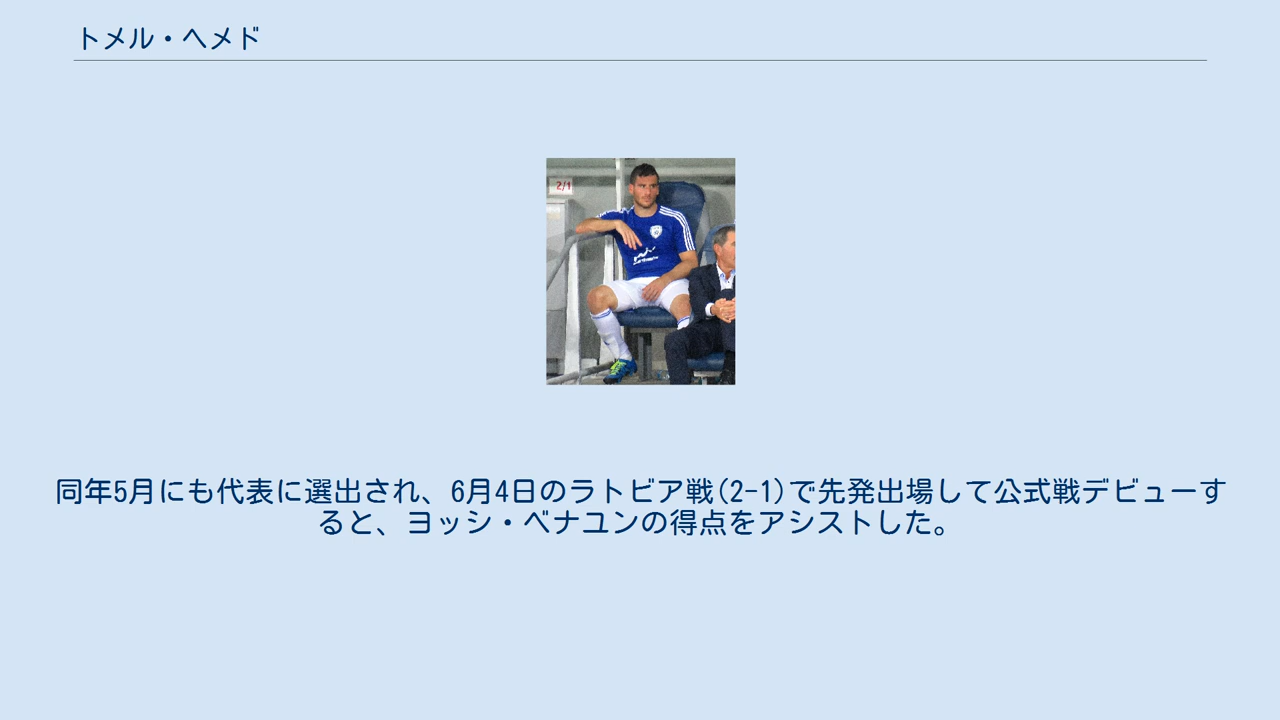 トメル・ヘメド
2/1
同年5月にも代表に選出され、6月4日のラトビア戦(2-1)で先発出場して公式戦デビューす
ると、ヨッシ・ベナユンの得点をアシストした。